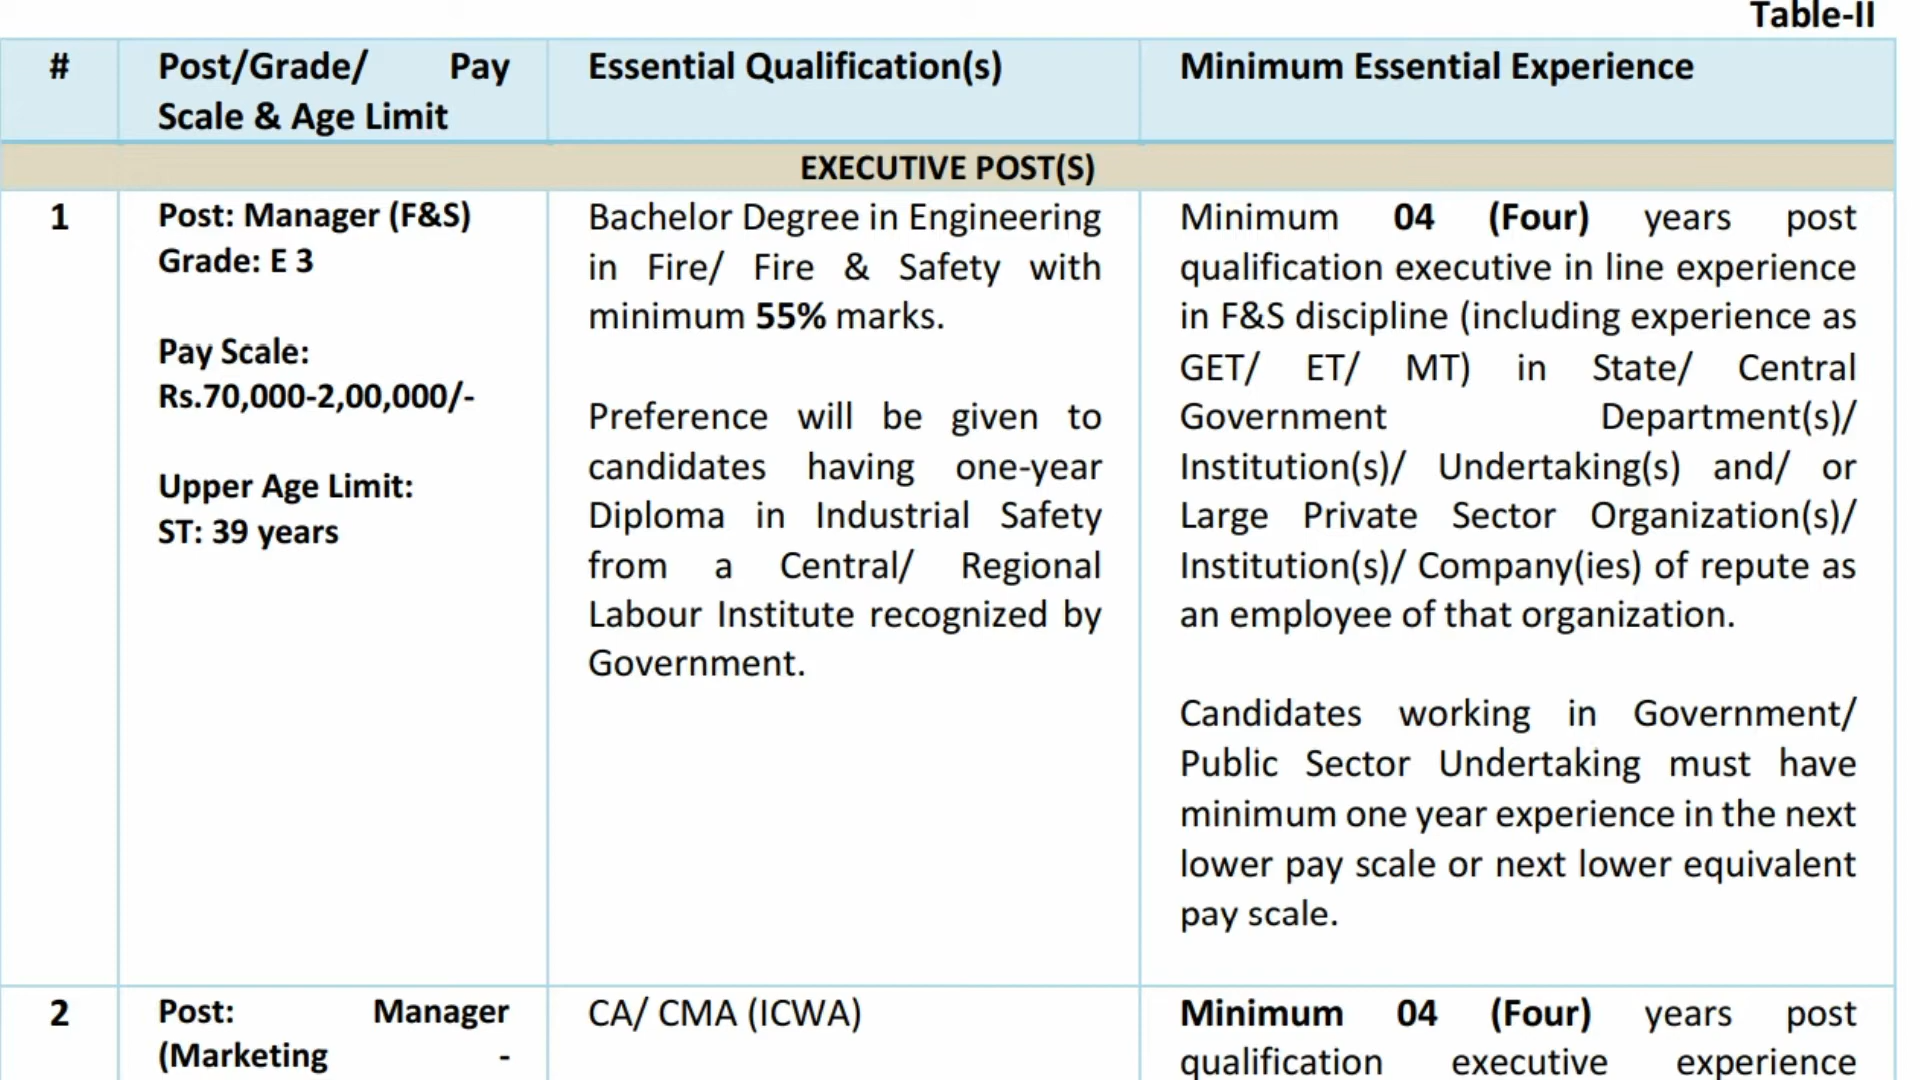 Table-II
#
Post/Grade/ Pay
Scale & Age Limit
Essential Qualification(s)
Minimum Essential Experience
EXECUTIVE POST(S)
1
Post: Manager (F&S)
Grade: E 3
Pay Scale:
Rs.70,000-2,00,000/-
Upper Age Limit:
ST: 39 years
Bachelor Degree in Engineering
in Fire/ Fire & Safety with
minimum 55% marks.
Preference will be given to
candidates having one-year
Diploma in Industrial Safety
from a Central/ Regional
Labour Institute recognized by
Government.
Minimum 04 (Four) years post
qualification executive in line experience
in F&S discipline (including experience as
GET/ ET/ MT) in State/ Central
Government Department(s)/
Institution(s)/ Undertaking(s) and/ or
Large Private Sector Organization(s)/
Institution(s)/ Company(ies) of repute as
an employee of that organization.
Candidates working in Government/
Public Sector Undertaking must have
minimum one year experience in the next
lower pay scale or next lower equivalent
pay scale.
2
Post: Manager
(Marketing -
CA/ CMA (ICWA)
Minimum 04 (Four) years post
qualification executive experience